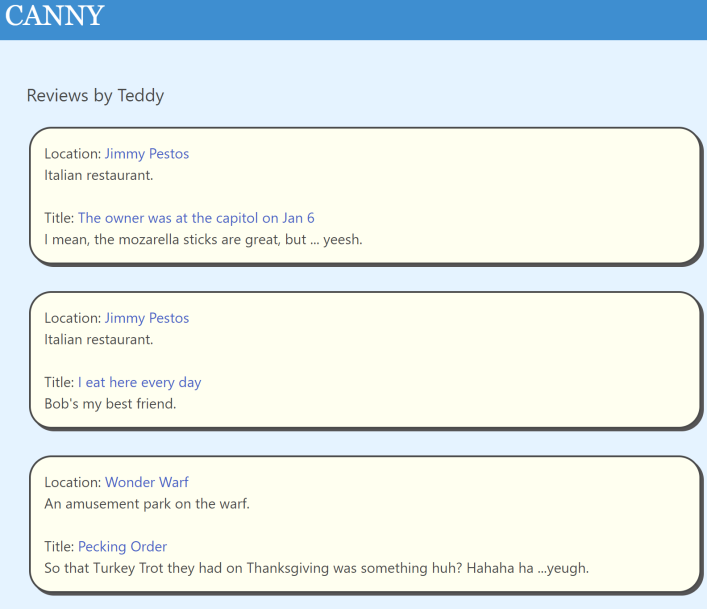 CANNY
Reviews by Teddy
Location: Jimmy Pestos
Italian restaurant.
Title: The owner was at the capitol on Jan 6
I mean, the mozarella sticks are great, but ... yeesh.
Location: Jimmy Pestos
Italian restaurant.
Title: I eat here every day
Bob's my best friend.
Location: Wonder Warf
An amusement park on the warf.
Title: Pecking Order
So that Turkey Trot they had on Thanksgiving was something huh? Hahaha ha ...yeugh.